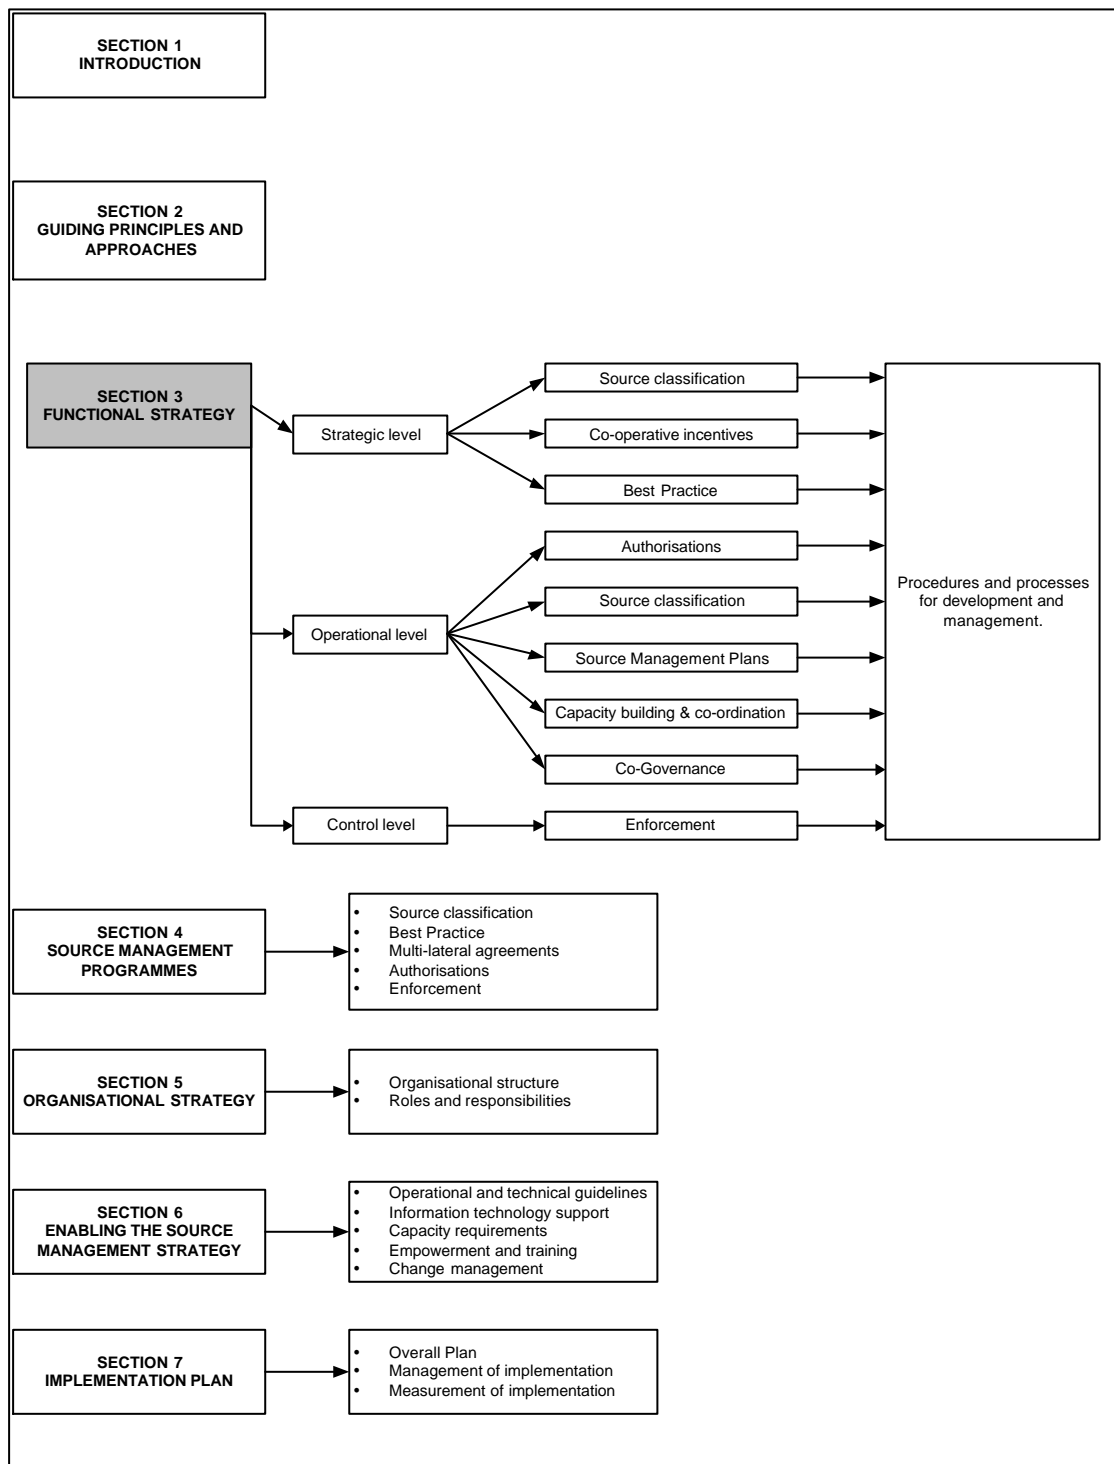 SECTION 1
INTRODUCTION
SECTION 2
GUIDING PRINCIPLES AND
APPROACHES
SECTION 3
FUNCTIONAL STRATEGY
Strategic level
Source classification
Co-operative incentives
Best Practice
Operational level
Authorisations
Source classification
Source Management Plans
Capacity building & co-ordination
Co-Governance
Control level
Enforcement
Procedures and processes
for development and
management.
SECTION 4
SOURCE MANAGEMENT
PROGRAMMES
• Source classification
• Best Practice
• Multi-lateral agreements
• Authorisations
• Enforcement
SECTION 5
ORGANISATIONAL STRATEGY
• Organisational structure
• Roles and responsibilities
SECTION 6
ENABLING THE SOURCE
MANAGEMENT STRATEGY
• Operational and technical guidelines
• Information technology support
• Capacity requirements
• Empowerment and training
• Change management
SECTION 7
IMPLEMENTATION PLAN
• Overall Plan
• Management of implementation
• Measurement of implementation